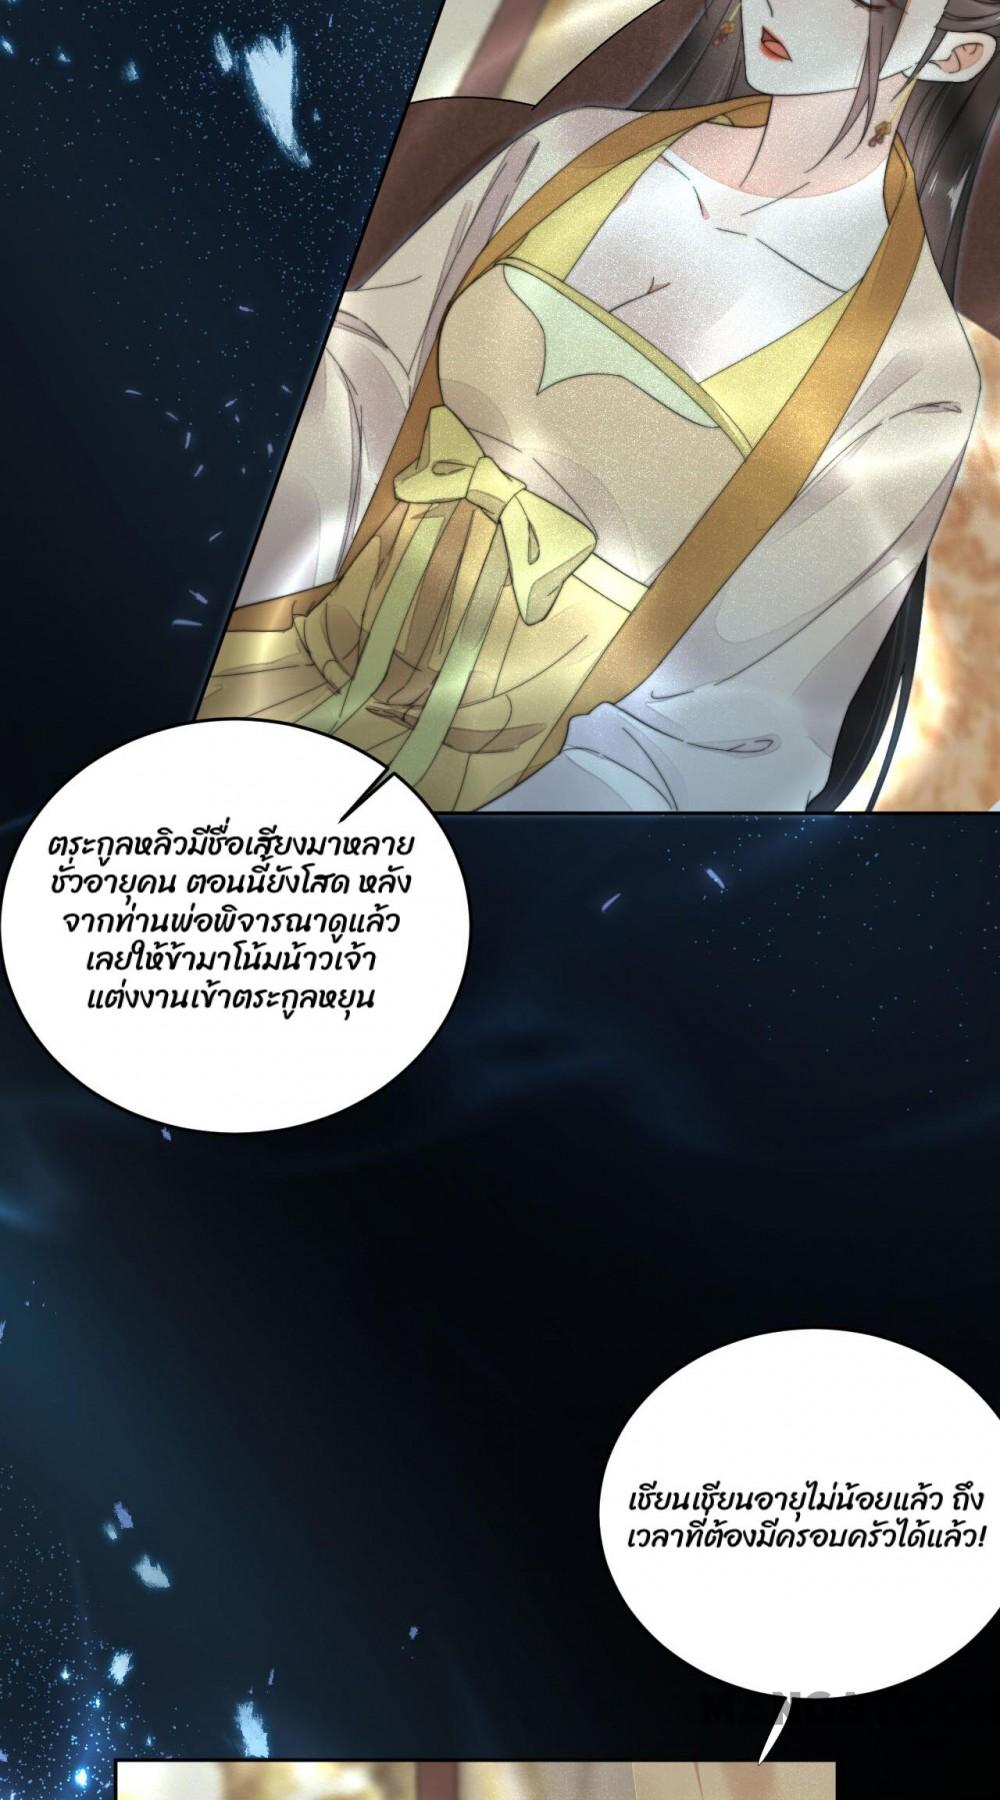 ตระกูลหลิวมีชื่อเสียงมาหลาย
ชั่วอายุคน ตอนนี้ยังโสด หลัง
จากท่านพ่อพิจารณาดูแล้ว
เลยให้ข้ามาโน้มน้าวเจ้า
แต่งงานเข้าตระกูลหยุน
เชียนเชียนอายุไม่น้อยแล้ว ถึง
เวลาที่ต้องมีครอบครัวได้แล้ว!